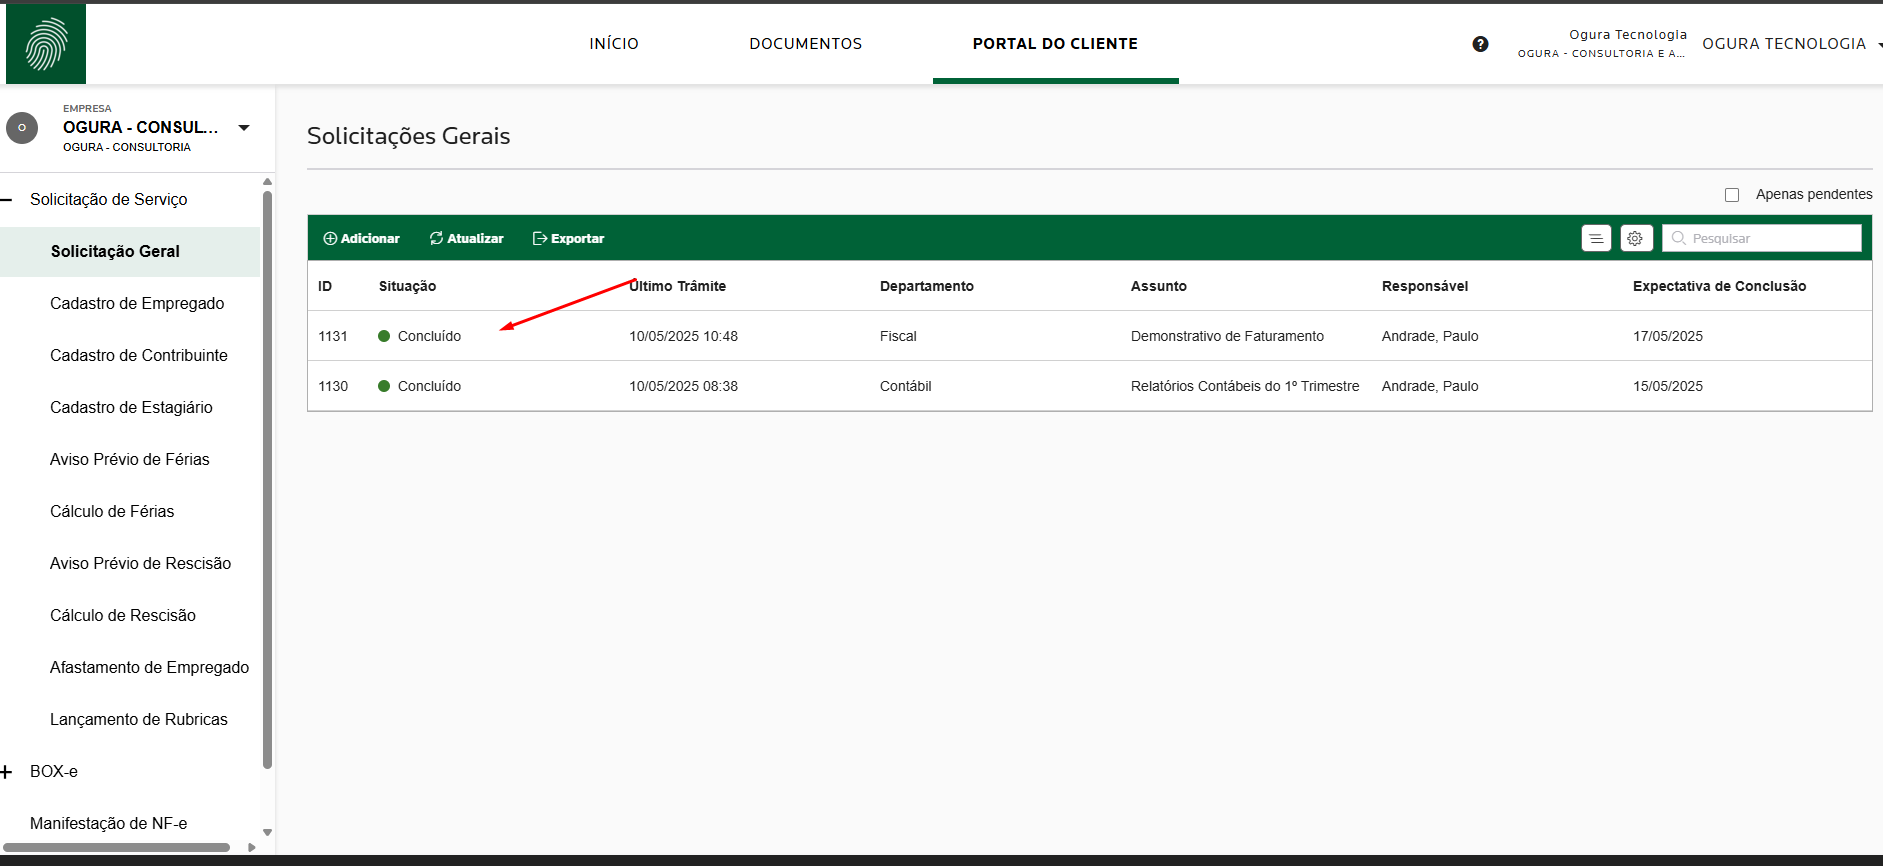 INÍCIO
DOCUMENTOS
PORTAL DO CLIENTE
?
Ogura Tecnologia
OGURA - CONSULTORIA E A...
OGURA TECNOLOGIA
O
EMPRESA
OGURA - CONSUL...
OGURA - CONSULTORIA
Solicitação de Serviço
Solicitação Geral
Cadastro de Empregado
Cadastro de Contribuinte
Cadastro de Estagiário
Aviso Prévio de Férias
Cálculo de Férias
Aviso Prévio de Rescisão
Cálculo de Rescisão
Afastamento de Empregado
Lançamento de Rubricas
BOX-e
Manifestação de NF-e
Solicitações Gerais
Apenas pendentes
Adicionar Atualizar Exportar Pesquisar
ID Situação Último Trâmite Departamento Assunto Responsável Expectativa de Conclusão
1131 Concluído 10/05/2025 10:48 Fiscal Demonstrativo de Faturamento Andrade, Paulo 17/05/2025
1130 Concluído 10/05/2025 08:38 Contábil Relatórios Contábeis do 1º Trimestre Andrade, Paulo 15/05/2025